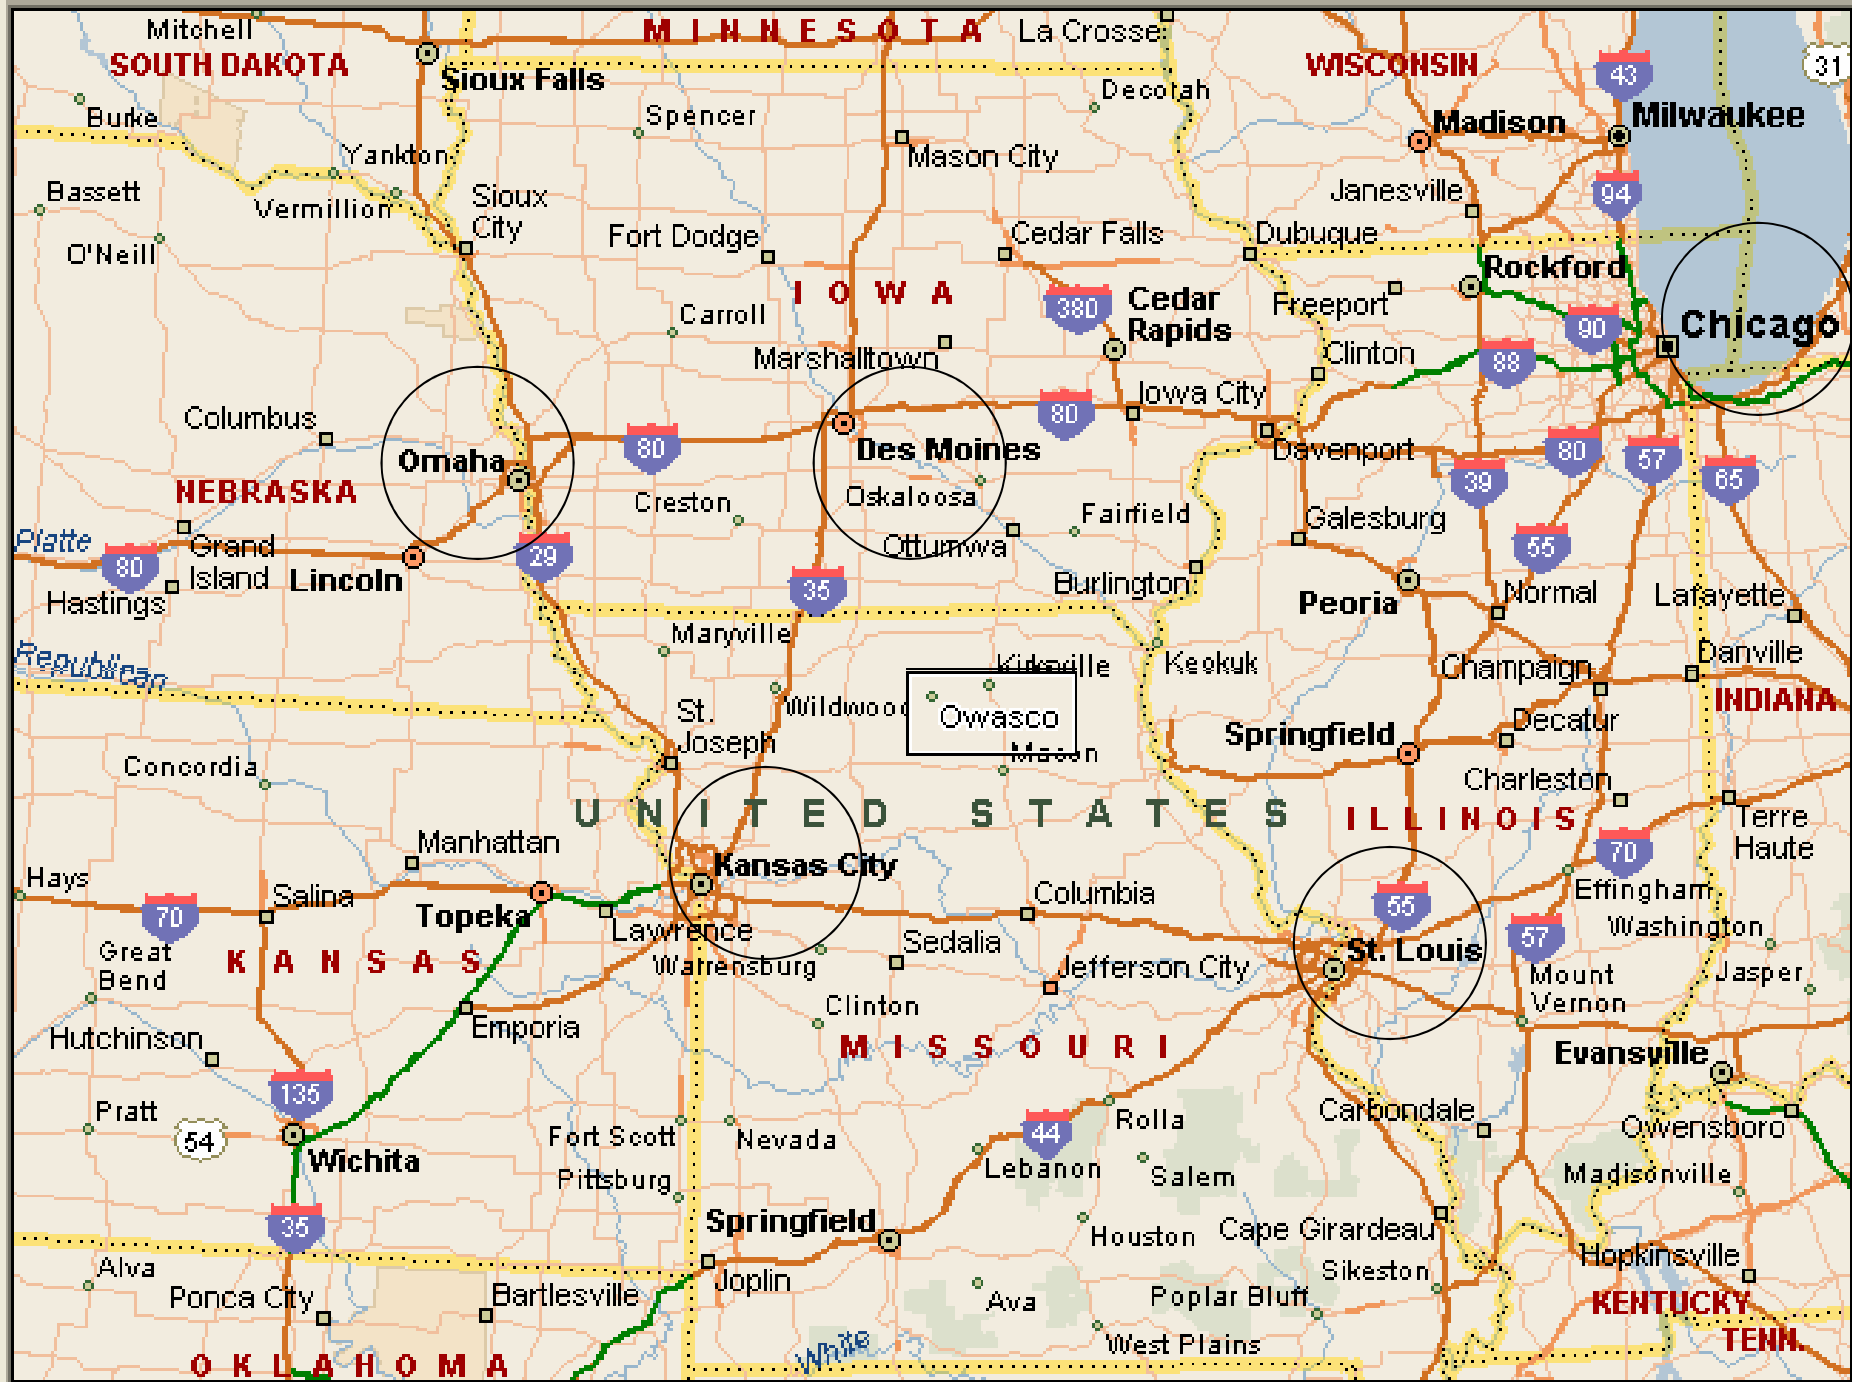 Mitchell
MINNESOTA
La Crosse
SOUTH DAKOTA
Sioux Falls
WISCONSIN
43
31
Decorah
Burke
Spencer
Madison
Milwaukee
Yankton
Mason City
Bassett
Vermillion
Sioux
City
Janesville
94
O'Neill
Fort Dodge
Cedar Falls
Dubuque
Rockford
IOWA
380
Cedar
Rapids
Freeport
90
Chicago
Carroll
Marshalltown
Clinton
88
Columbus
Iowa City
80
80
Omaha
Des Moines
Davenport
80
57
65
39
NEBRASKA
Creston
Oskaloosa
Fairfield
Galesburg
Platte
80
Grand
Island
Lincoln
29
Ottumwa
55
Hastings
35
Burlington
Peoria
Normal
Lafayette
Maryville
Republican
Kirksville
Keokuk
Champaign
Danville
St.
Joseph
Wildwood
Owasco
INDIANA
Springfield
Decatur
Macon
Concordia
Charleston
UNITED STATES
ILLINOIS
Terre
Haute
Manhattan
Kansas City
70
Hays
70
Salina
Topeka
Columbia
55
Effingham
Lawrence
Sedalia
57
Washington
Great
Bend
KANSAS
Warrensburg
Jefferson City
St. Louis
Mount
Vernon
Jasper
Clinton
Hutchinson
Emporia
MISSOURI
Evansville
135
Pratt
54
Fort Scott
Nevada
44
Rolla
Carbondale
Owensboro
Wichita
Pittsburg
Lebanon
Salem
Madisonville
35
Springfield
Houston
Cape Girardeau
Hopkinsville
Alva
Joplin
Sikeston
Ponca City
Bartlesville
Ava
Poplar Bluff
KENTUCKY
White
West Plains
TENN.
OKLAHOMA